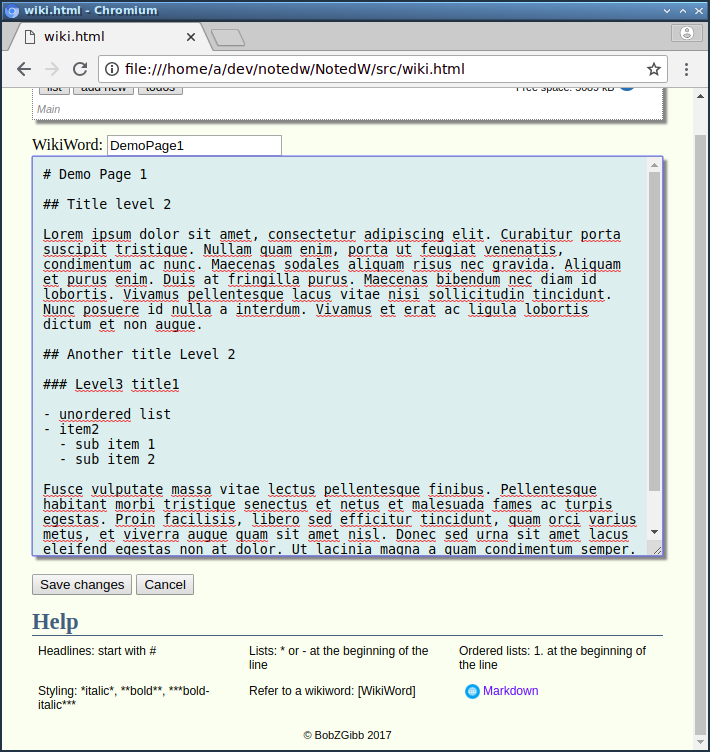 wiki.html - Chromium
wiki.html
file:///home/a/dev/notedw/NotedW/src/wiki.html
list add new todos Free space: 5089 kB
Main
WikiWord: DemoPage1
# Demo Page 1
## Title level 2
Lorem ipsum dolor sit amet, consectetur adipiscing elit. Curabitur porta
suscipit tristique. Nullam quam enim, porta ut feugiat venenatis,
condimentum ac nunc. Maecenas sodales aliquam risus nec gravida. Aliquam
et purus enim. Duis at fringilla purus. Maecenas bibendum nec diam id
lobortis. Vivamus pellentesque lacus vitae nisi sollicitudin tincidunt.
Nunc posuere id nulla a interdum. Vivamus et erat ac ligula lobortis
dictum et non augue.
## Another title Level 2
### Level3 title1
- unordered list
- item2
  - sub item 1
  - sub item 2
Fusce vulputate massa vitae lectus pellentesque finibus. Pellentesque
habitant morbi tristique senectus et netus et malesuada fames ac turpis
egestas. Proin facilisis, libero sed efficitur tincidunt, quam orci varius
metus, et viverra augue quam sit amet nisl. Donec sed urna sit amet lacus
eleifend egestas non at dolor. Ut lacinia magna a quam condimentum semper.
Save changes Cancel
Help
Headlines: start with #
Lists: * or - at the beginning of the
line
Ordered lists: 1. at the beginning of
the line
Styling: *italic*, **bold**, ***bold-
italic***
Refer to a wikiword: [WikiWord]
Markdown
© BobZGibb 2017